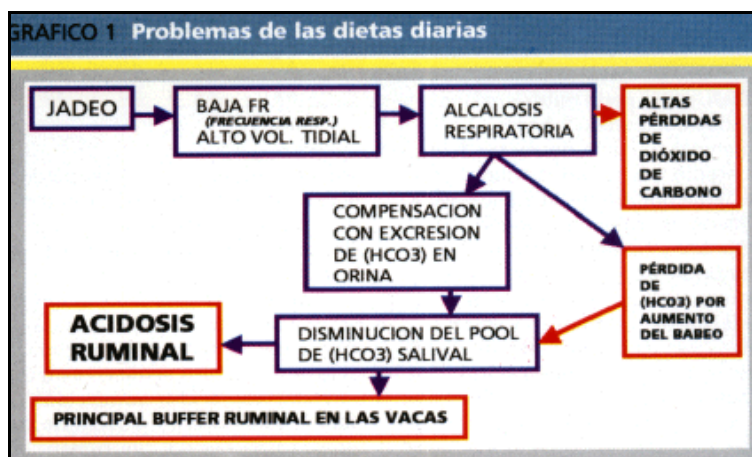 GRAFICO 1 Problemas de las dietas diarias
JADEO
BAJA FR
(FRECUENCIA RESP.)
ALTO VOL. TIDIAL
ALCALOSIS
RESPIRATORIA
ALTAS
PÉRDIDAS
DE
DIÓXIDO
DE
CARBONO
COMPENSACION
CON EXCRESION
DE (HCO3) EN
ORINA
PÉRDIDA
DE
(HCO3) POR
AUMENTO
DEL BABEO
ACIDOSIS
RUMINAL
DISMINUCION DEL POOL
DE (HCO3) SALIVAL
PRINCIPAL BUFFER RUMINAL EN LAS VACAS